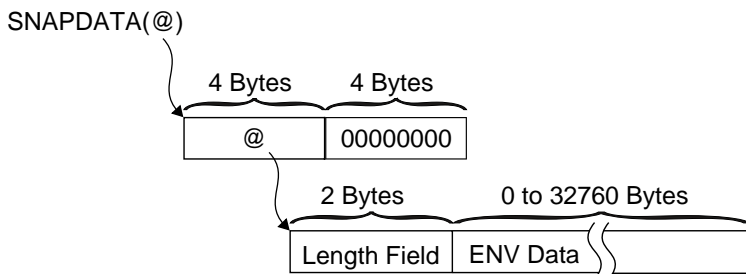 SNAPDATA(@)
4 Bytes 4 Bytes
@ 00000000
2 Bytes 0 to 32760 Bytes
Length Field ENV Data